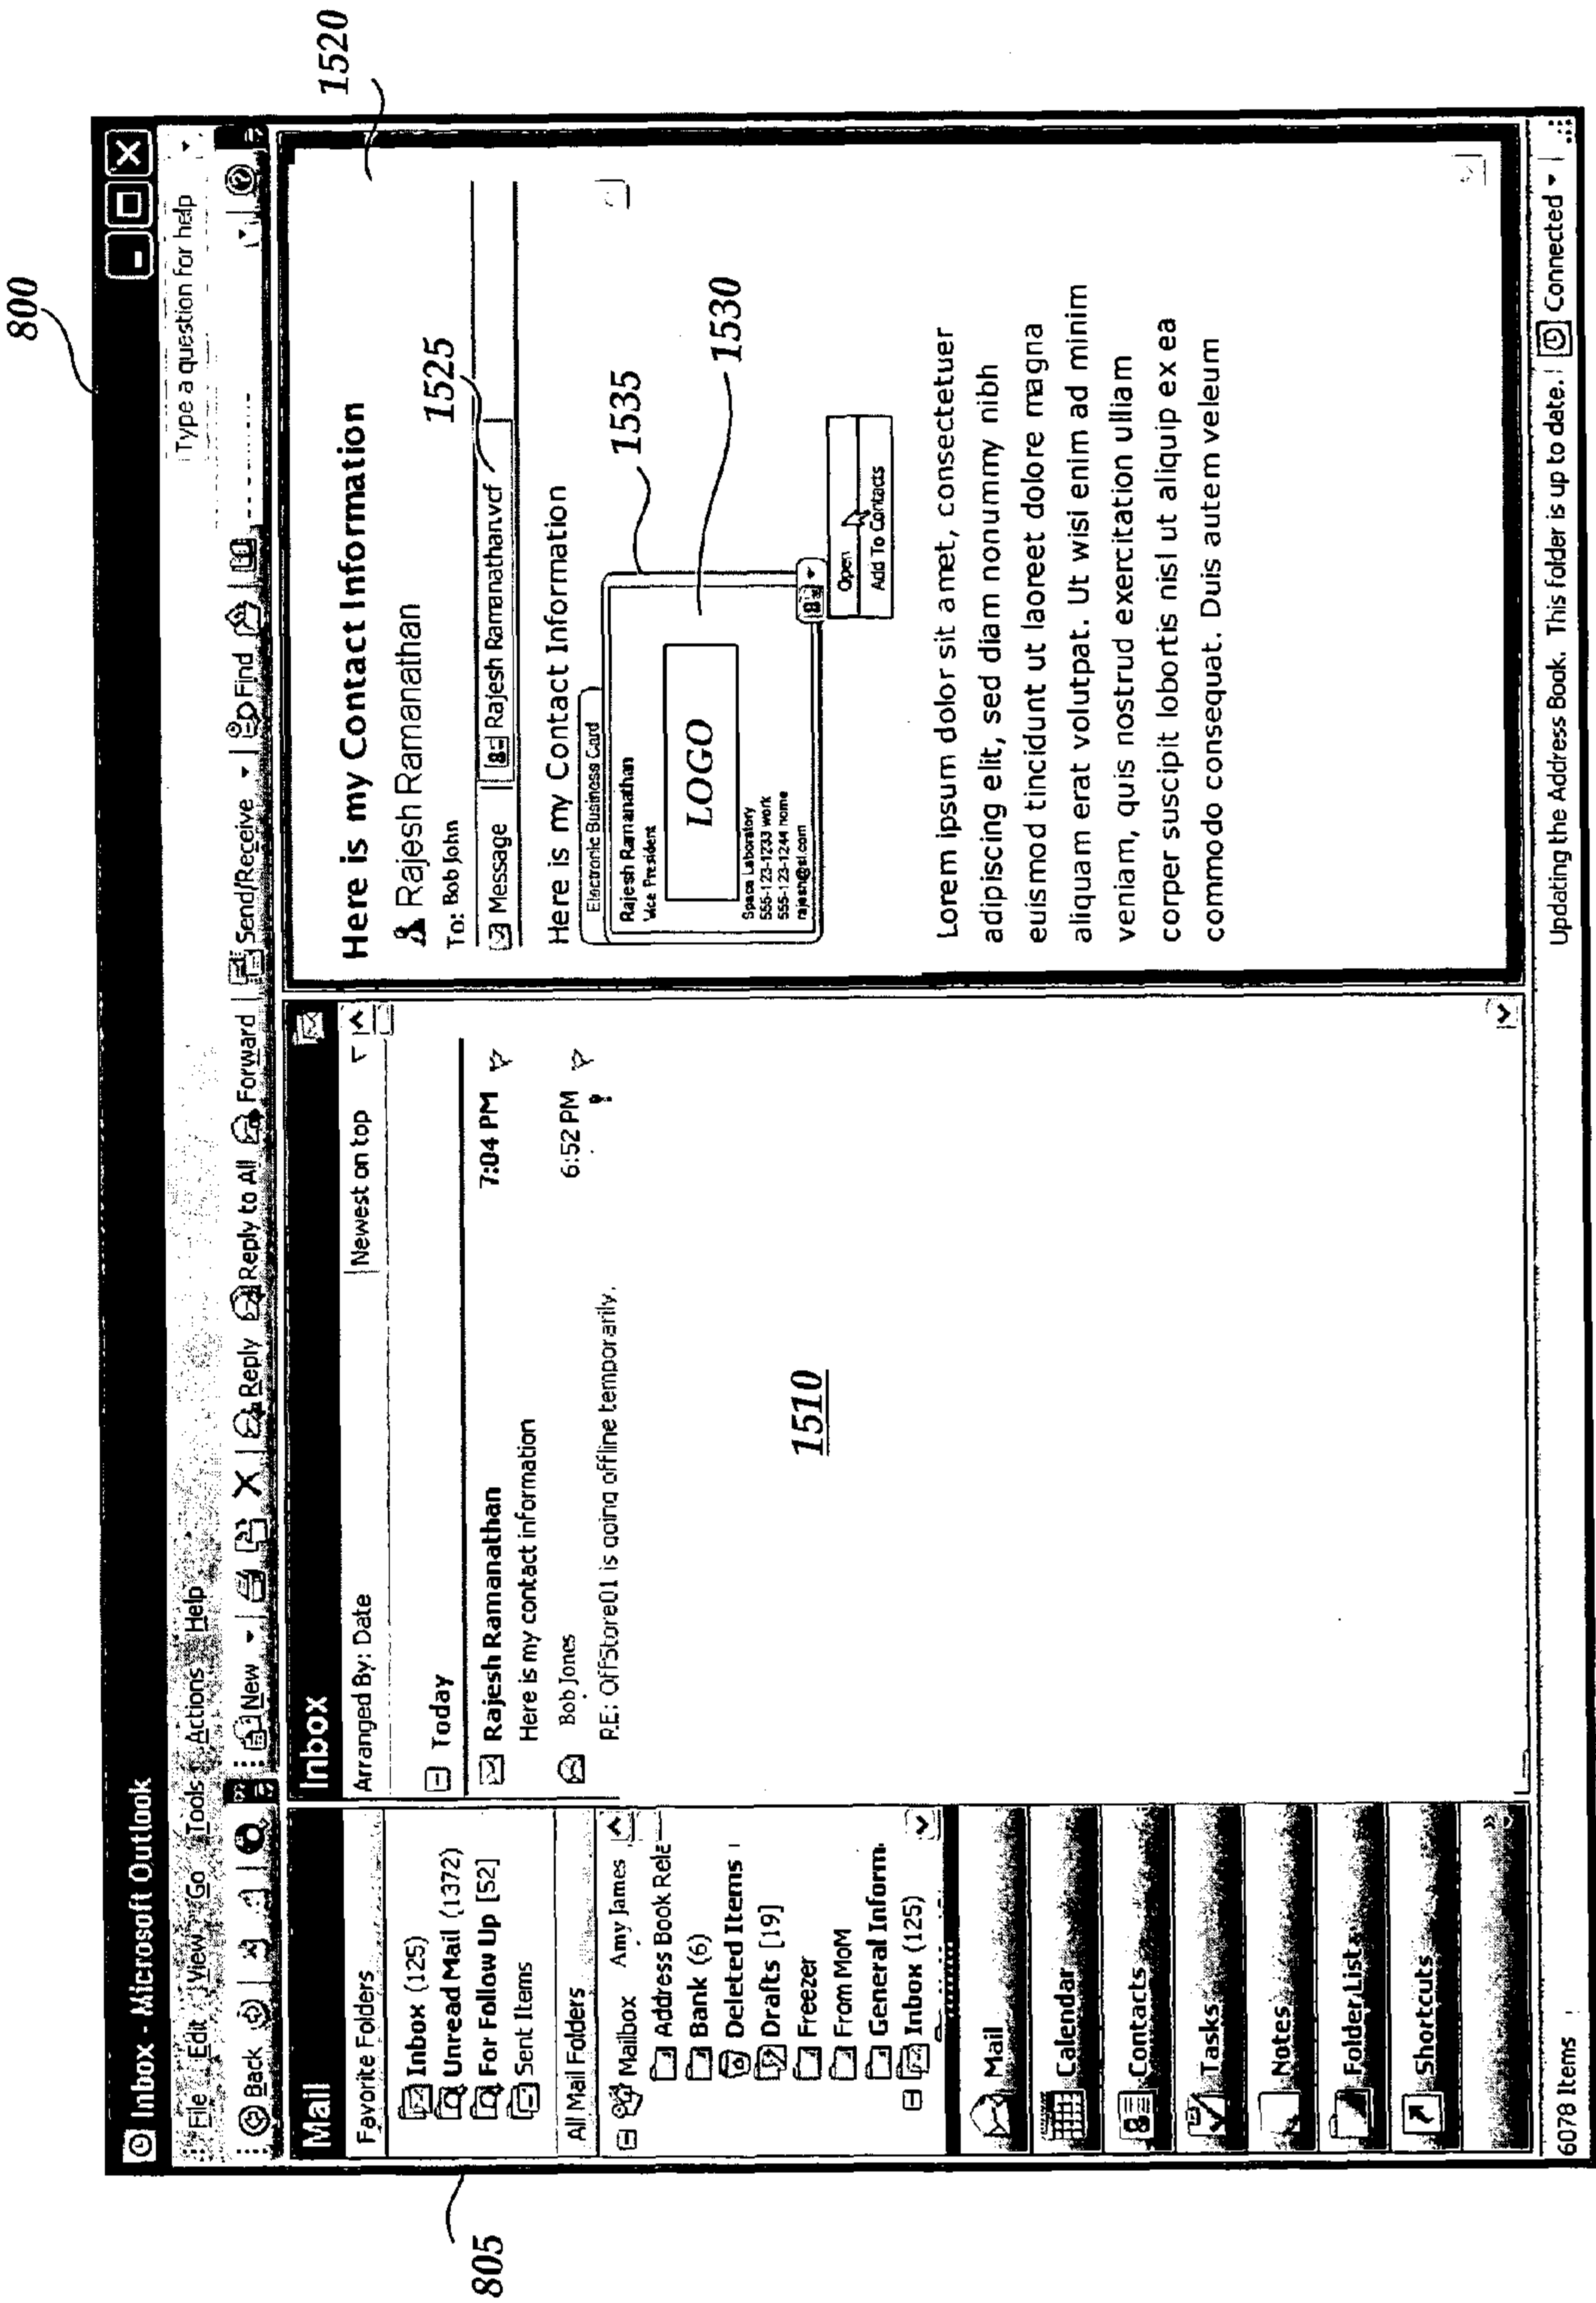 800
Inbox - Microsoft Outlook
File Edit View Go Tools Actions Help
Type a question for help
Back
New
Reply
Reply to All
Forward
Send/Receive
Find
Mail
Favorite Folders
Inbox (125)
Unread Mail (1372)
For Follow Up [52]
Sent Items
All Mail Folders
Mailbox Amy James
Address Book Rele
Bank (6)
Deleted Items
Drafts [19]
Freezer
From MoM
General Inform
Inbox (125)
Mail
Calendar
Contacts
Tasks
Notes
Folder Lists
Shortcuts
805
Inbox
Arranged By: Date
Newest on top
Today
Rajesh Ramanathan 7:04 PM
Here is my contact information
Bob Jones 6:52 PM
RE: OffStore01 is going offline temporarily.
1510
1520
Here is my Contact Information
Rajesh Ramanathan
To: Bob John
1525
Message
Rajesh Ramanathan.vcf
Here is my Contact Information
1535
Electronic Business Card
Rajesh Ramanathan
Vice President
LOGO
1530
Space Laboratory
555-123-1233 work
555-123-1244 home
rajesh@sl.com
Open
Add To Contacts
Lorem ipsum dolor sit amet, consectetuer
adipiscing elit, sed diam nonummy nibh
euismod tincidunt ut laoreet dolore magna
aliquam erat volutpat. Ut wisi enim ad minim
veniam, quis nostrud exercitation ulliam
corper suscipit lobortis nisl ut aliquip ex ea
commodo consequat. Duis autem veleum
6078 Items
Updating the Address Book. This folder is up to date.
Connected